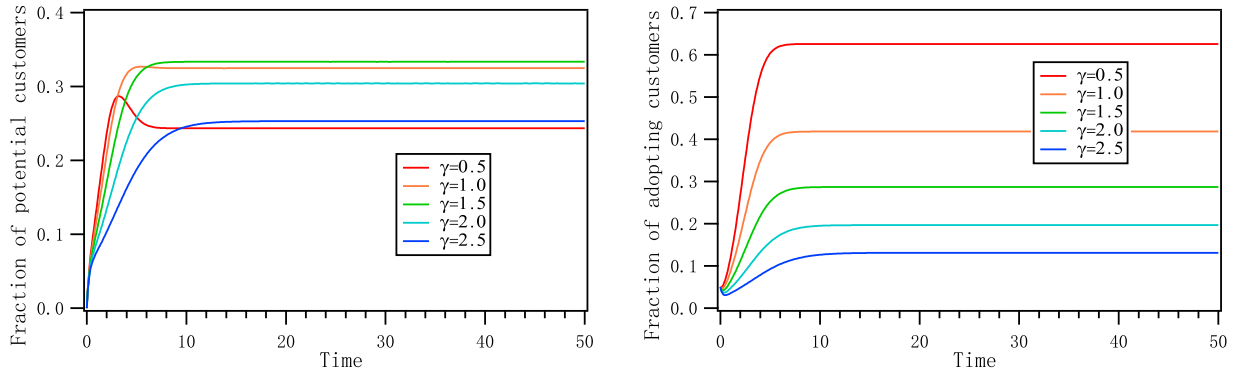 Fraction of potential customers
0.4
0.3
0.2
0.1
0.0
γ=0.5
γ=1.0
γ=1.5
γ=2.0
γ=2.5
0 10 20 30 40 50
Time
Fraction of adopting customers
0.7
0.6
0.5
0.4
0.3
0.2
0.1
0.0
γ=0.5
γ=1.0
γ=1.5
γ=2.0
γ=2.5
0 10 20 30 40 50
Time